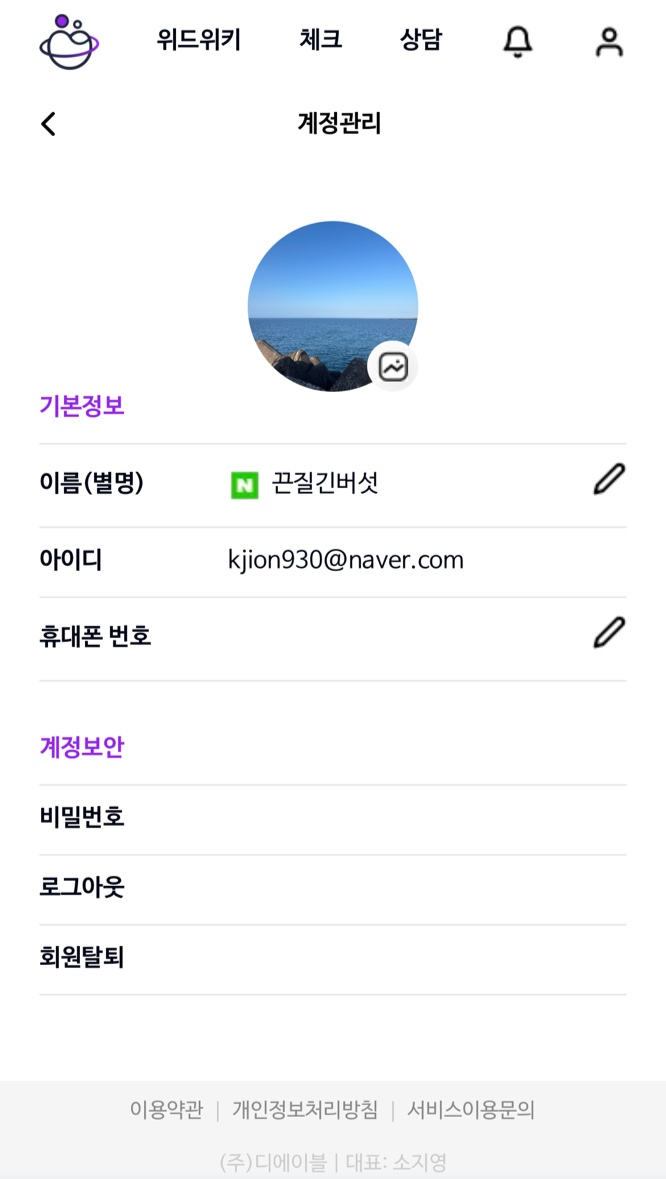 위드위키 체크 상담
계정관리
기본정보
이름(별명) N 끈질긴버섯
아이디 kjion930@naver.com
휴대폰 번호
계정보안
비밀번호
로그아웃
회원탈퇴
이용약관 | 개인정보처리방침 | 서비스이용문의
(주)디에이블 | 대표: 소지영